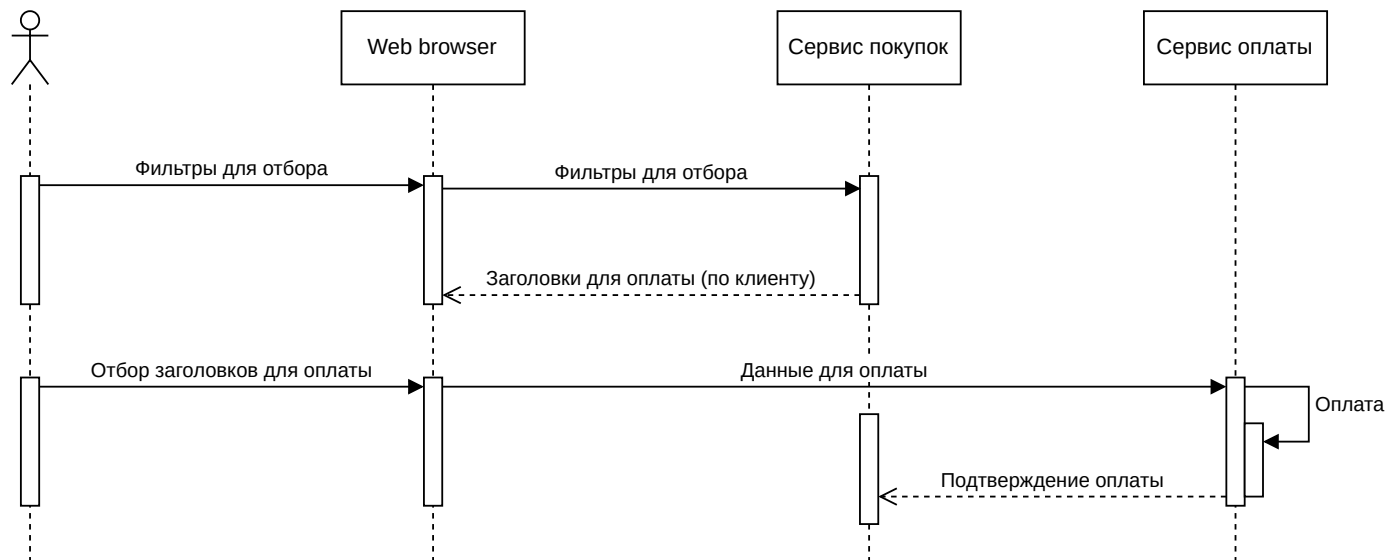 Web browser
Сервис покупок
Сервис оплаты
Фильтры для отбора
Фильтры для отбора
Заголовки для оплаты (по клиенту)
Отбор заголовков для оплаты
Данные для оплаты
Оплата
Подтверждение оплаты